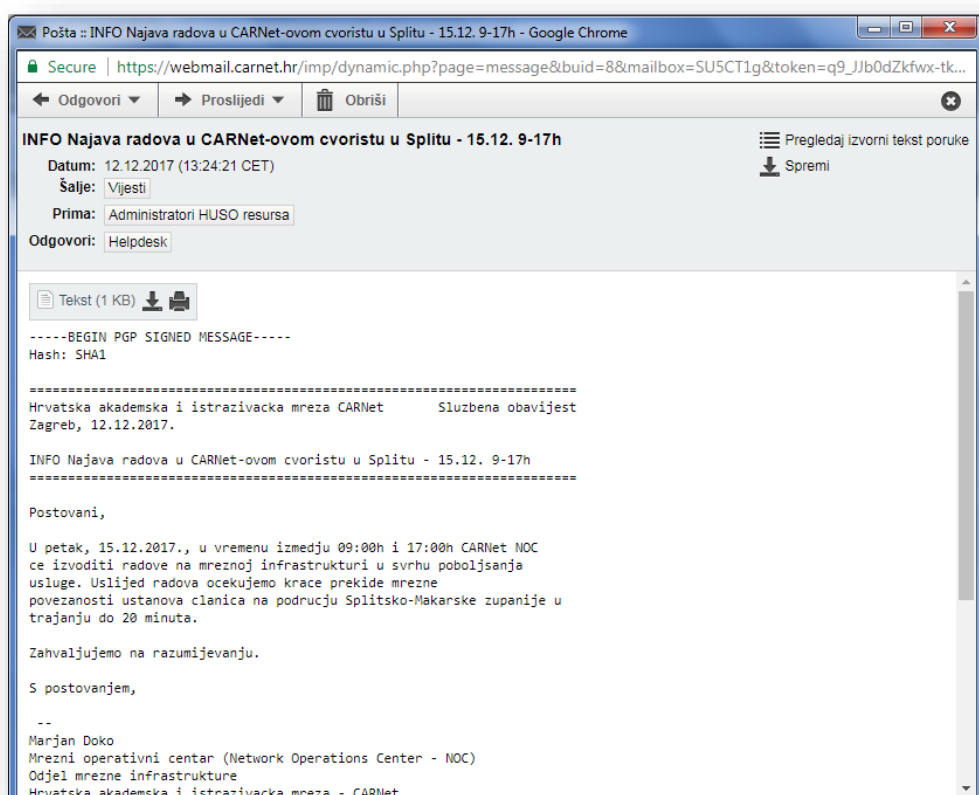 Pošta :: INFO Najava radova u CARNet-ovom cvoristu u Splitu - 15.12. 9-17h - Google Chrome
Secure | https://webmail.carnet.hr/imp/dynamic.php?page=message&buid=8&mailbox=SU5CT1g&token=q9_JJb0dZkfwx-tk...
Odgovori Proslijedi Obriši
INFO Najava radova u CARNet-ovom cvoristu u Splitu - 15.12. 9-17h
Pregledaj izvorni tekst poruke
Datum: 12.12.2017 (13:24:21 CET)
Spremi
Šalje: Vijesti
Prima: Administratori HUSO resursa
Odgovori: Helpdesk
Tekst (1 KB)
-----BEGIN PGP SIGNED MESSAGE-----
Hash: SHA1
=======================================================================
Hrvatska akademska i istrazivacka mreza CARNet Sluzbena obavijest
Zagreb, 12.12.2017.
INFO Najava radova u CARNet-ovom cvoristu u Splitu - 15.12. 9-17h
=======================================================================
Postovani,
U petak, 15.12.2017., u vremenu izmedju 09:00h i 17:00h CARNet NOC
ce izvoditi radove na mreznoj infrastrukturi u svrhu poboljsanja
usluge. Uslijed radova ocekujemo krace prekide mrezne
povezanosti ustanova clanica na podrucju Splitsko-Makarske zupanije u
trajanju do 20 minuta.
Zahvaljujemo na razumijevanju.
S postovanjem,
--
Marjan Doko
Mrezni operativni centar (Network Operations Center - NOC)
Odjel mrezne infrastrukture
Hrvatska akademska i istrazivacka mreza - CARNet